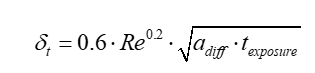 δ_t = 0.6 · Re^0.2 · √(a_diff · t_exposure)